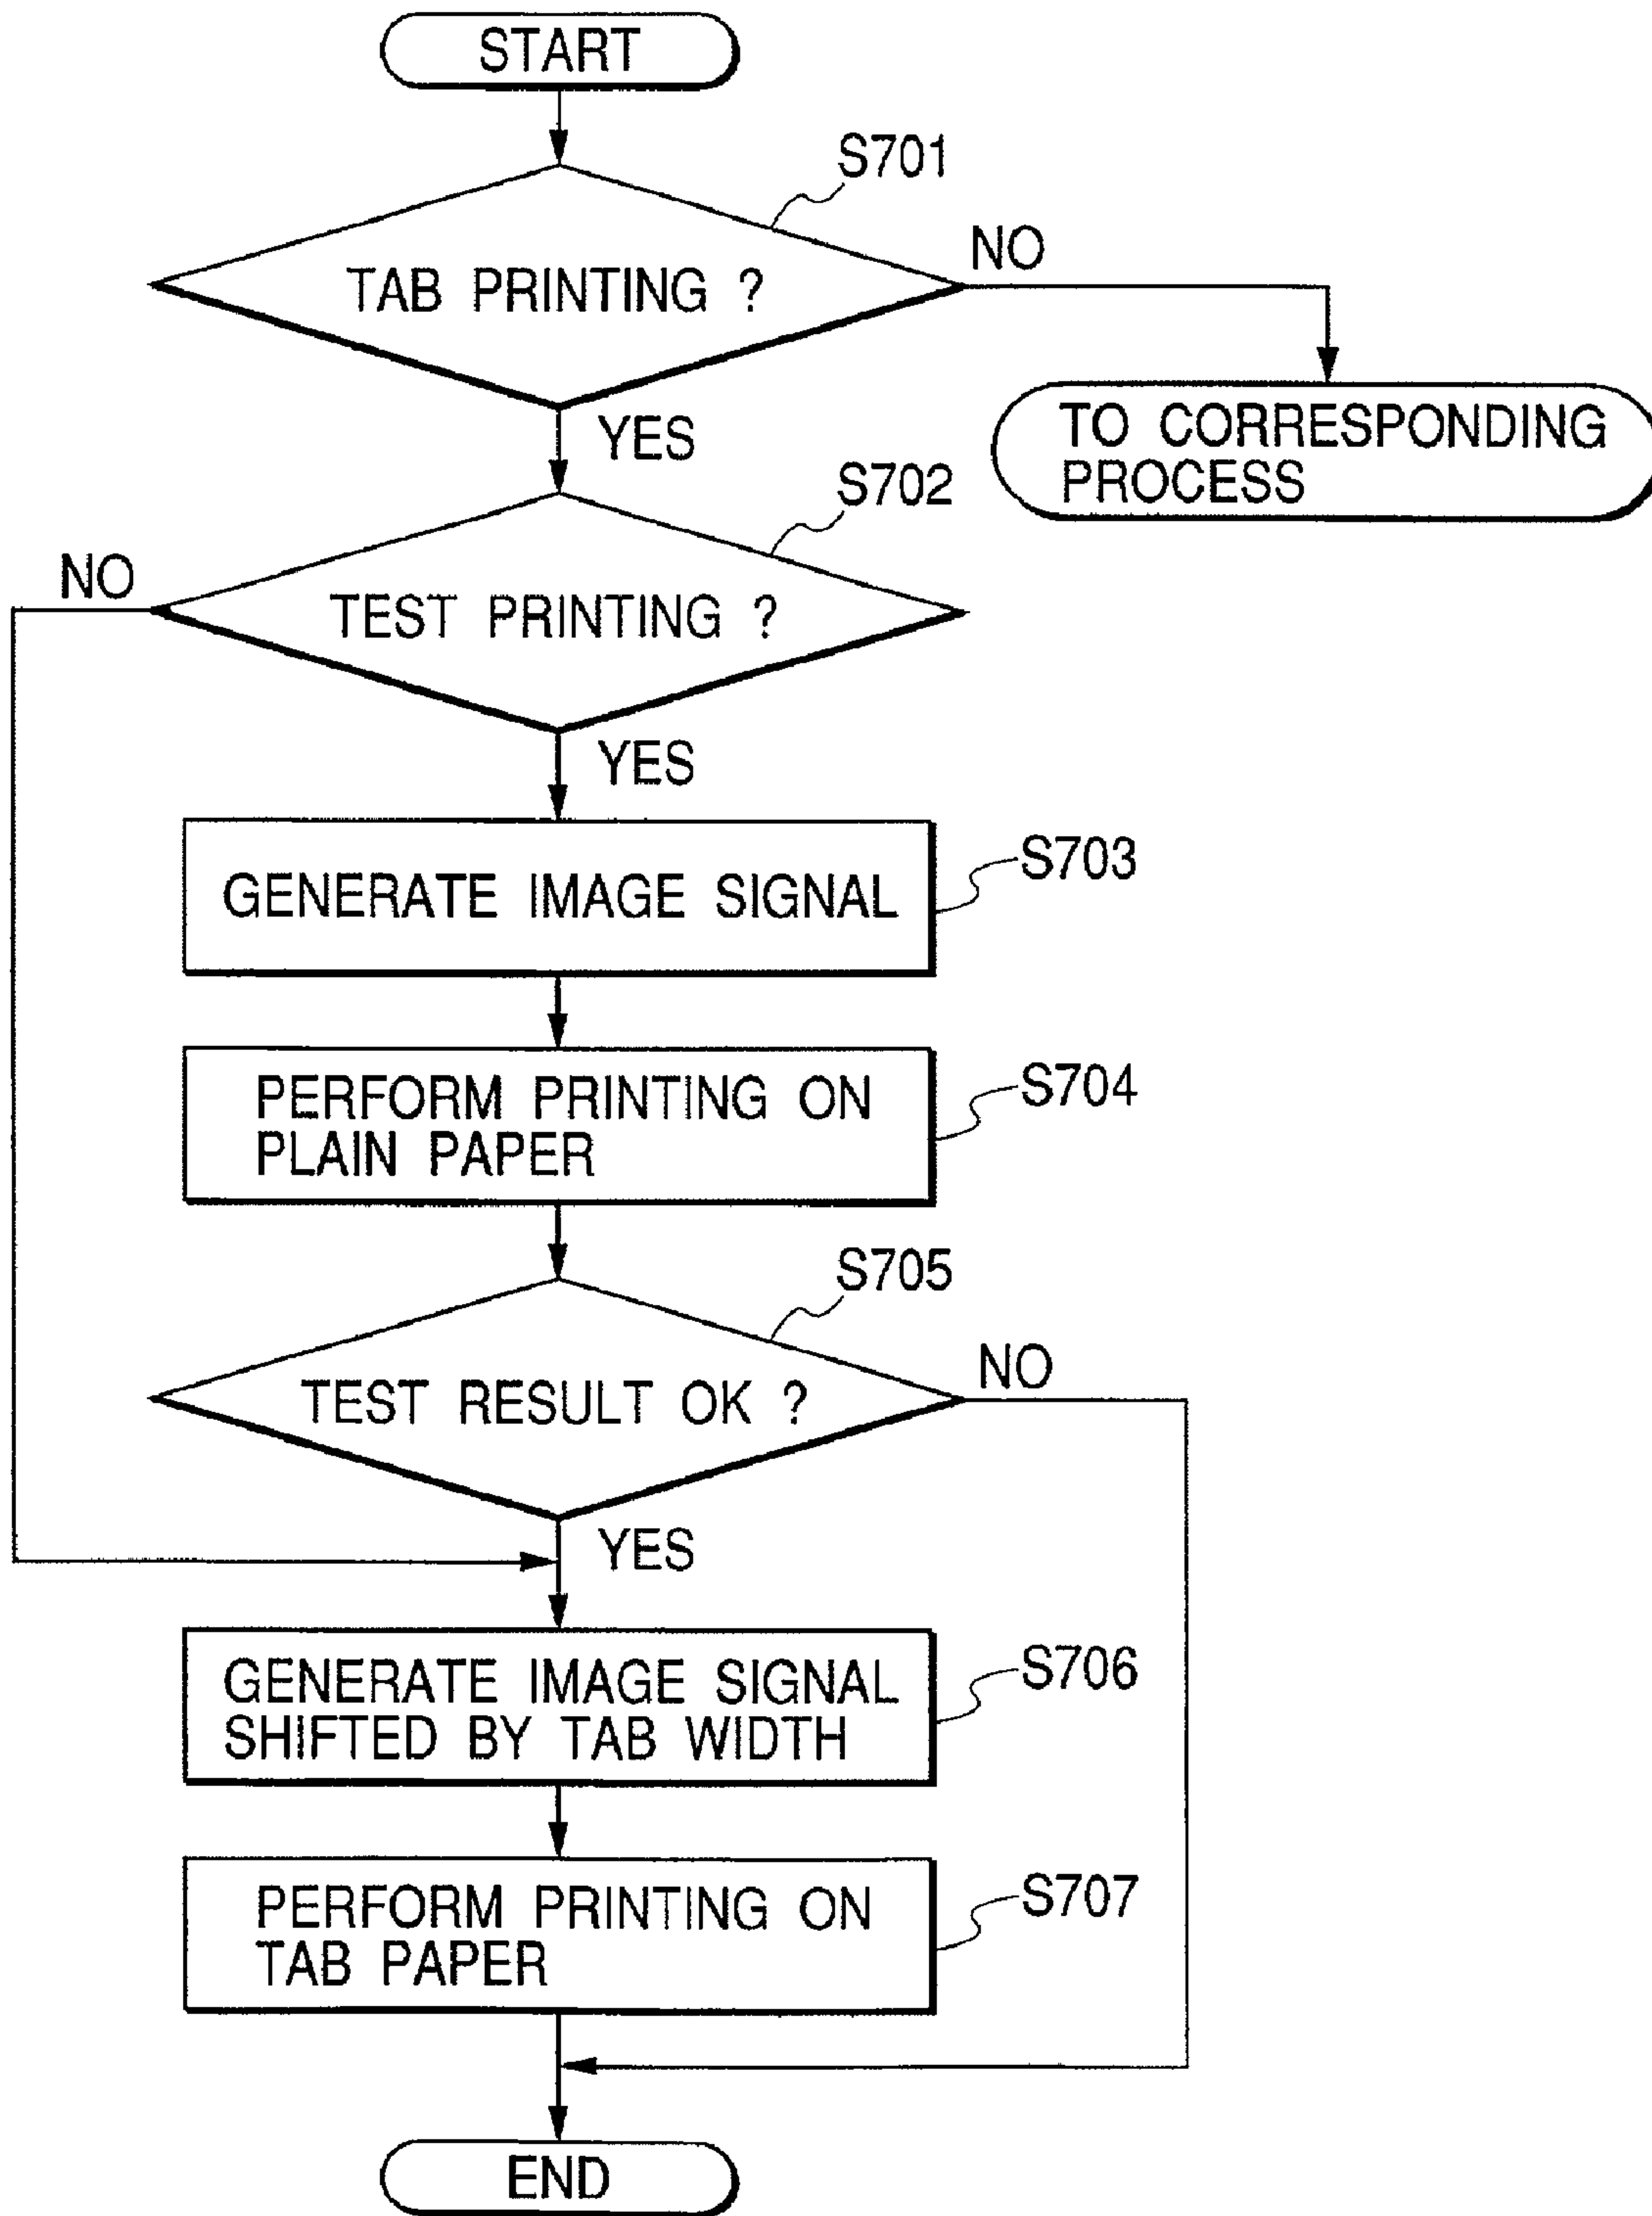 START
S701
NO
TAB PRINTING ?
YES
TO CORRESPONDING
PROCESS
S702
NO
TEST PRINTING ?
YES
S703
GENERATE IMAGE SIGNAL
S704
PERFORM PRINTING ON
PLAIN PAPER
S705
NO
TEST RESULT OK ?
YES
S706
GENERATE IMAGE SIGNAL
SHIFTED BY TAB WIDTH
S707
PERFORM PRINTING ON
TAB PAPER
END